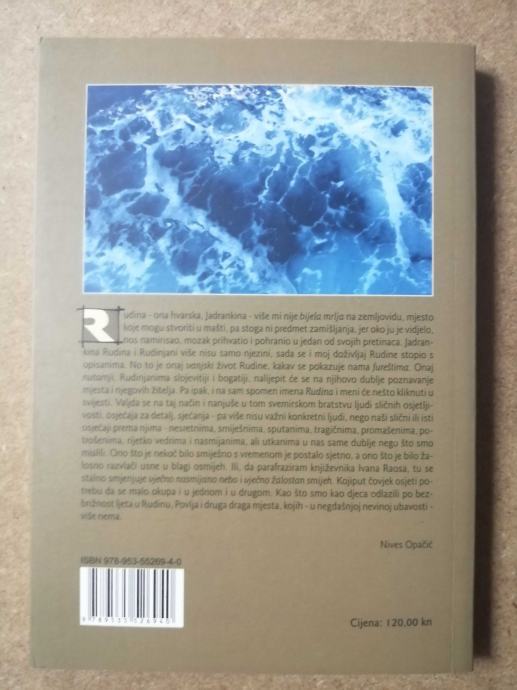 Rudina - ona hvarska, Jadrankina - više mi nije bijela mrlja na zemljovidu, mjesto
koje mogu stvoriti u mašti, pa stoga ni predmet zamišljanja, jer oko ju je vidjelo,
nos namirisao, mozak prihvatio i pohranio u jedan od svojih pretinaca. Jadran-
kina Rudina i Rudinjani više nisu samo njezini, sada se i moj doživljaj Rudine stopio s
opisanima. No to je onaj vanjski život Rudine, kakav se pokazuje nama furešima. Onaj
nutarnji, Rudinjanima slojevitiji i bogatiji, nalijepit će se na njihovo dublje poznavanje
mjesta i njegovih žitelja. Pa ipak, i na sam spomen imena Rudina i meni će nešto kliknuti u
svijesti. Valjda se na taj način i nanjuše u tom svemirskom bratstvu ljudi sličnih osjetlji-
vosti, osjećaja za detalj, sjećanja - pa više nisu važni konkretni ljudi, nego naši slični ili isti
osjećaji prema njima - nesretnima, smiješnima, sputanima, tragičnima, promašenima, po-
trošenima, rijetko vedrima i nasmijanima, ali utkanima u nas same dublje nego što smo
mislili. Ono što je nekoč bilo smiješno s vremenom je postalo sjetno, a ono što je bilo ža-
losno razvlači usne u blagi osmijeh. Ili, da parafraziram književnika Ivana Raosa, tu se
stalno smjenjuje vječno nasmijano nebo i vječno žalostan smijeh. Kojiput čovjek osjeti po-
trebu da se malo okupa i u jednom i u drugom. Kao što smo kao djeca odlazili po bez-
brižnost ljeta u Rudinu, Povlja i druga draga mjesta, kojih - u negdašnjoj nevinoj ubavosti -
više nema.
Nives Opačić
ISBN 978-953-55269-4-0
9 789535 526940
Cijena: 120,00 kn